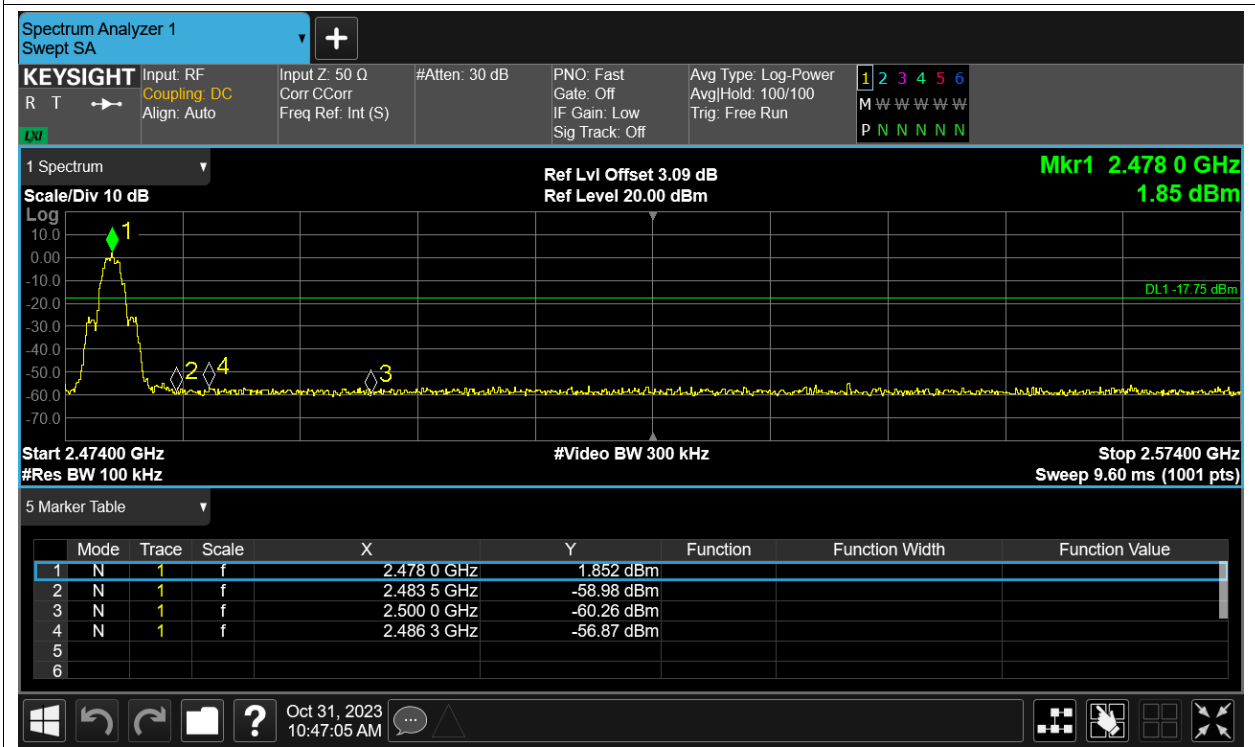 Spectrum Analyzer 1
Swept SA
KEYSIGHT Input: RF Input Z: 50 Ω #Atten: 30 dB PNO: Fast Avg Type: Log-Power 1 2 3 4 5 6
R T Coupling: DC Corr CCorr Gate: Off Avg|Hold: 100/100 M W W W W W W
Align: Auto Freq Ref: Int (S) IF Gain: Low Trig: Free Run
LXI Sig Track: Off P N N N N N N
1 Spectrum Ref Lvl Offset 3.09 dB Mkr1 2.478 0 GHz
Scale/Div 10 dB Ref Level 20.00 dBm 1.85 dBm
Log
10.0 1
0.00
-10.0
DL1 -17.75 dBm
-20.0
-30.0
-40.0
-50.0 2 4 3
-60.0
-70.0
Start 2.47400 GHz #Video BW 300 kHz Stop 2.57400 GHz
#Res BW 100 kHz Sweep 9.60 ms (1001 pts)
5 Marker Table
Mode Trace Scale X Y Function Function Width Function Value
1 N 1 f 2.478 0 GHz 1.852 dBm
2 N 1 f 2.483 5 GHz -58.98 dBm
3 N 1 f 2.500 0 GHz -60.26 dBm
4 N 1 f 2.486 3 GHz -56.87 dBm
5
6
? Oct 31, 2023
10:47:05 AM